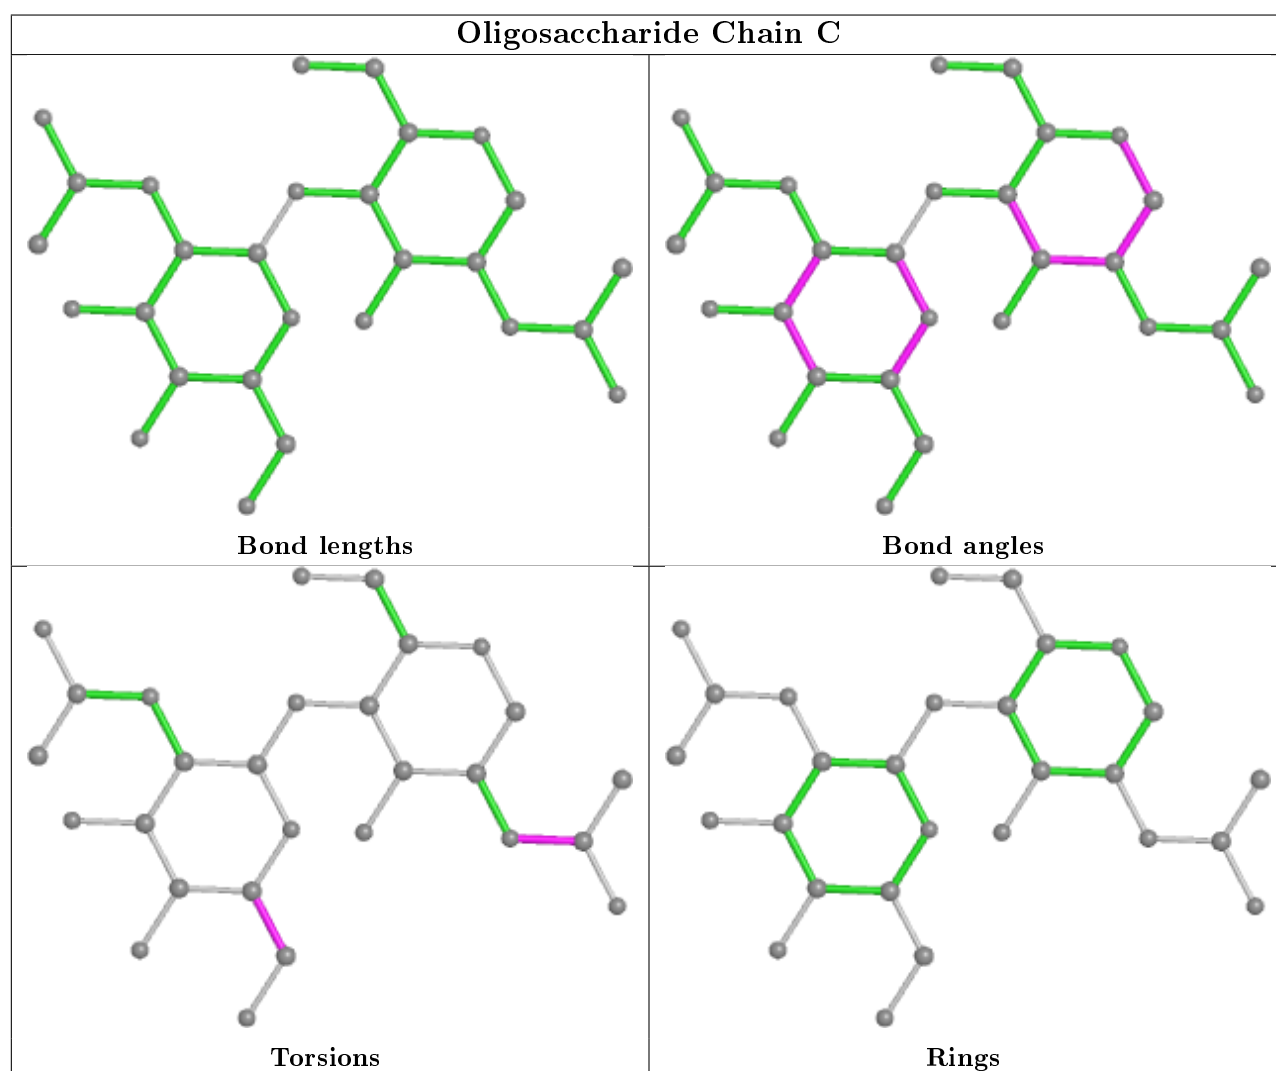 Oligosaccharide Chain C
Bond lengths
Bond angles
Torsions
Rings